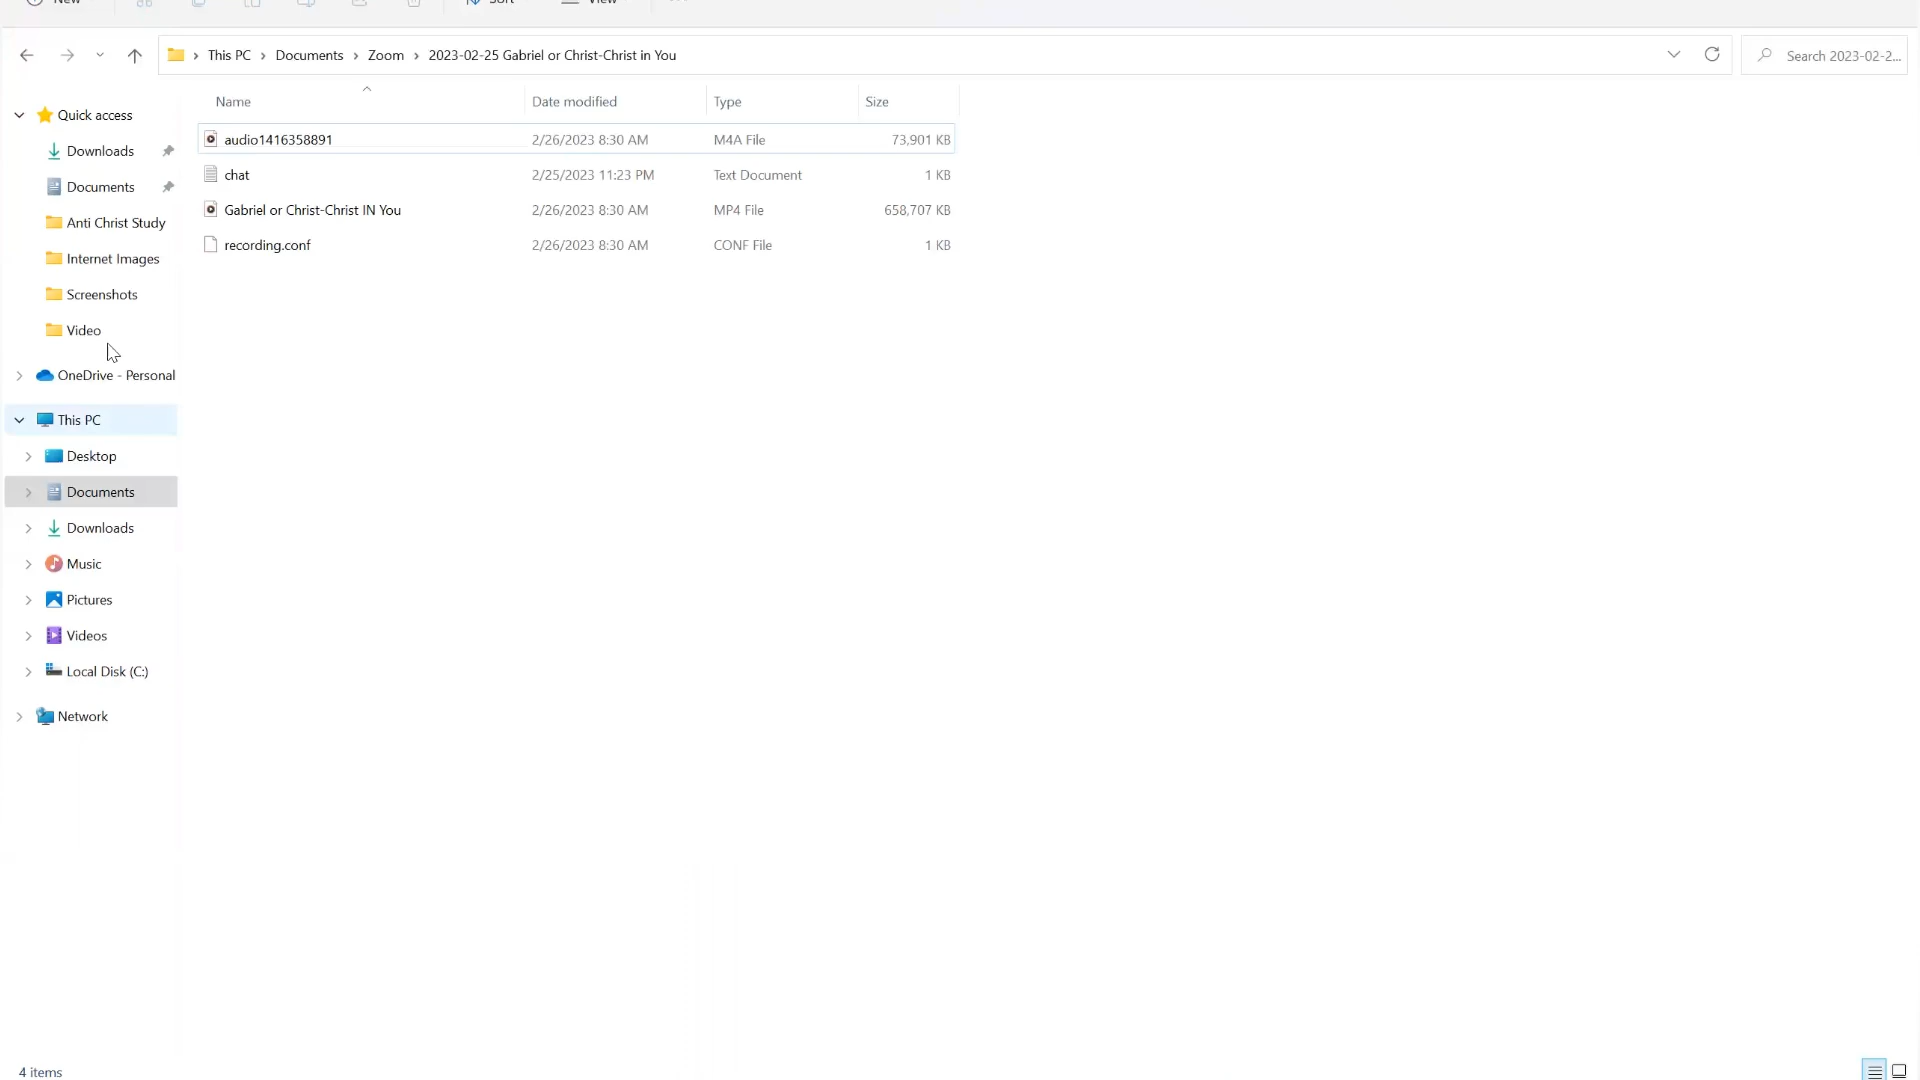 New
Sort
View
This PC > Documents > Zoom > 2023-02-25 Gabriel or Christ-Christ in You
Search 2023-02-2...
Name Date modified Type Size
audio1416358891 2/26/2023 8:30 AM M4A File 73,901 KB
chat 2/25/2023 11:23 PM Text Document 1 KB
Gabriel or Christ-Christ IN You 2/26/2023 8:30 AM MP4 File 658,707 KB
recording.conf 2/26/2023 8:30 AM CONF File 1 KB
Quick access
Downloads
Documents
Anti Christ Study
Internet Images
Screenshots
Video
OneDrive - Personal
This PC
Desktop
Documents
Downloads
Music
Pictures
Videos
Local Disk (C:)
Network
4 items